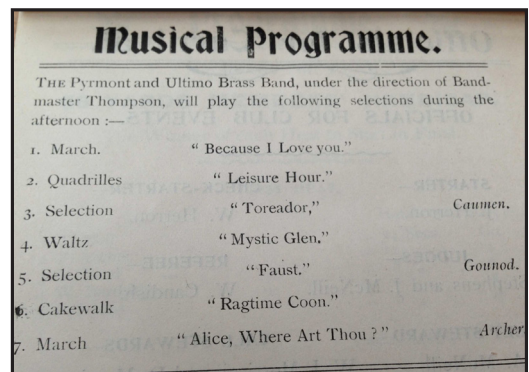 Musical Programme.
THE Pyrmont and Ultimo Brass Band, under the direction of Band-
master Thompson, will play the following selections during the
afternoon :—
1. March. “ Because I Love you.”
2. Quadrilles “ Leisure Hour.”
3. Selection “ Toreador,” Caumen.
4. Waltz “ Mystic Glen,”
5. Selection “ Faust.” Gounod.
6. Cakewalk “ Ragtime Coon.”
7. March “ Alice, Where Art Thou ? ” Archer